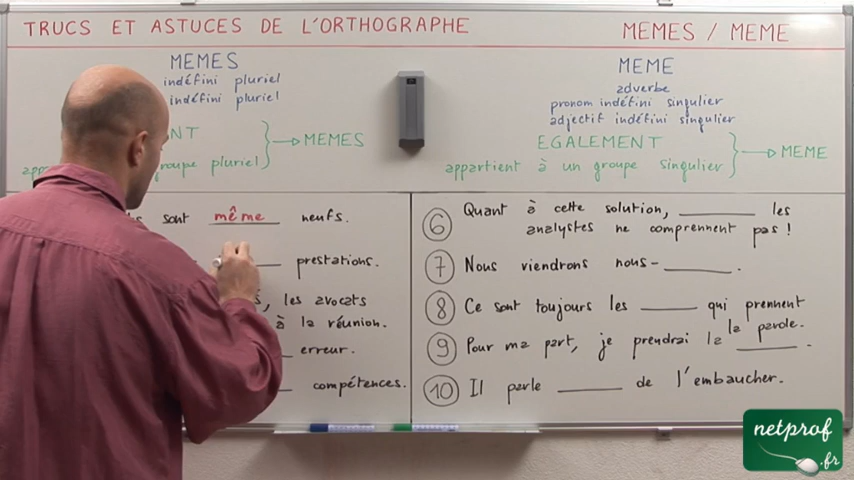 TRUCS ET ASTUCES DE L'ORTHOGRAPHE
MEMES / MEME
MEMES
indéfini pluriel
indéfini pluriel
MEMES
groupe pluriel
MEME
adverbe
pronom indéfini singulier
adjectif indéfini singulier
EGALEMENT
MEME
appartient à un groupe singulier
sont même neufs.
prestations.
, les avocats
à la réunion.
erreur.
compétences.
6 Quant à cette solution, ______ les
analystes ne comprennent pas !
7 Nous viendrons nous-______.
8 Ce sont toujours les ______ qui prennent
la parole.
9 Pour ma part, je prendrai la ______.
10 Il parle ______ de l'embaucher.
netprof
.fr